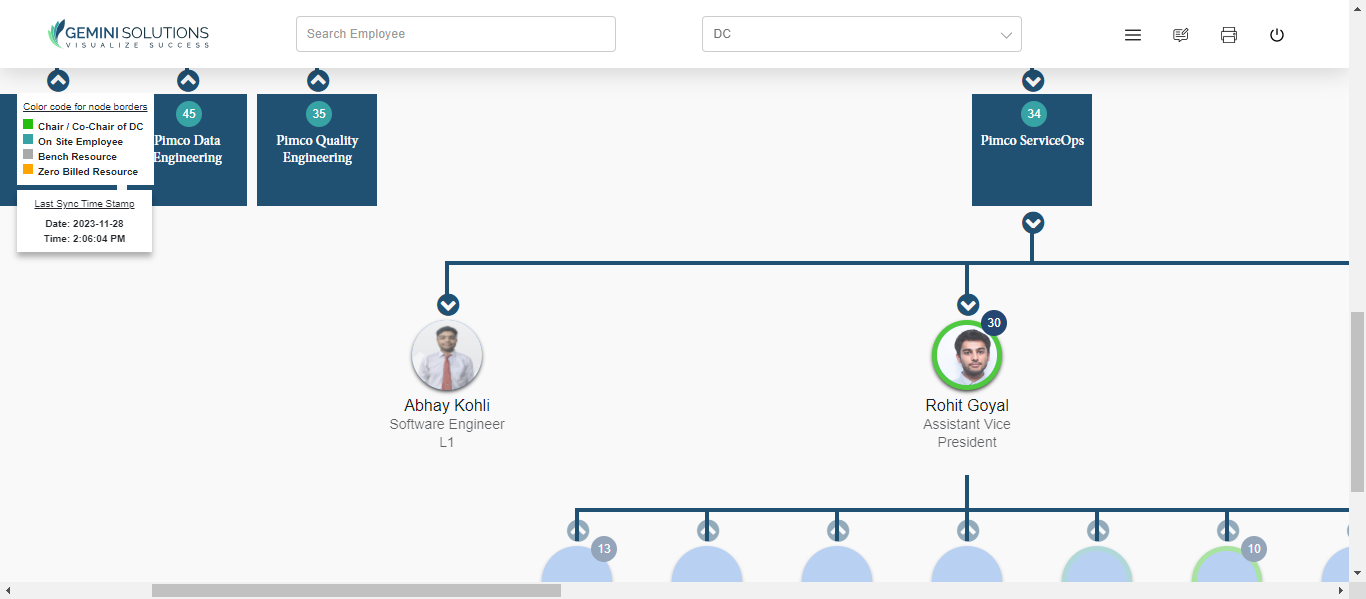 GEMINI SOLUTIONS
VISUALIZE SUCCESS
Search Employee
DC
Color code for node borders
Chair / Co-Chair of DC
On Site Employee
Bench Resource
Zero Billed Resource
Last Sync Time Stamp
Date: 2023-11-28
Time: 2:06:04 PM
45
Pimco Data
Engineering
35
Pimco Quality
Engineering
34
Pimco ServiceOps
Abhay Kohli
Software Engineer
L1
30
Rohit Goyal
Assistant Vice
President
13
10